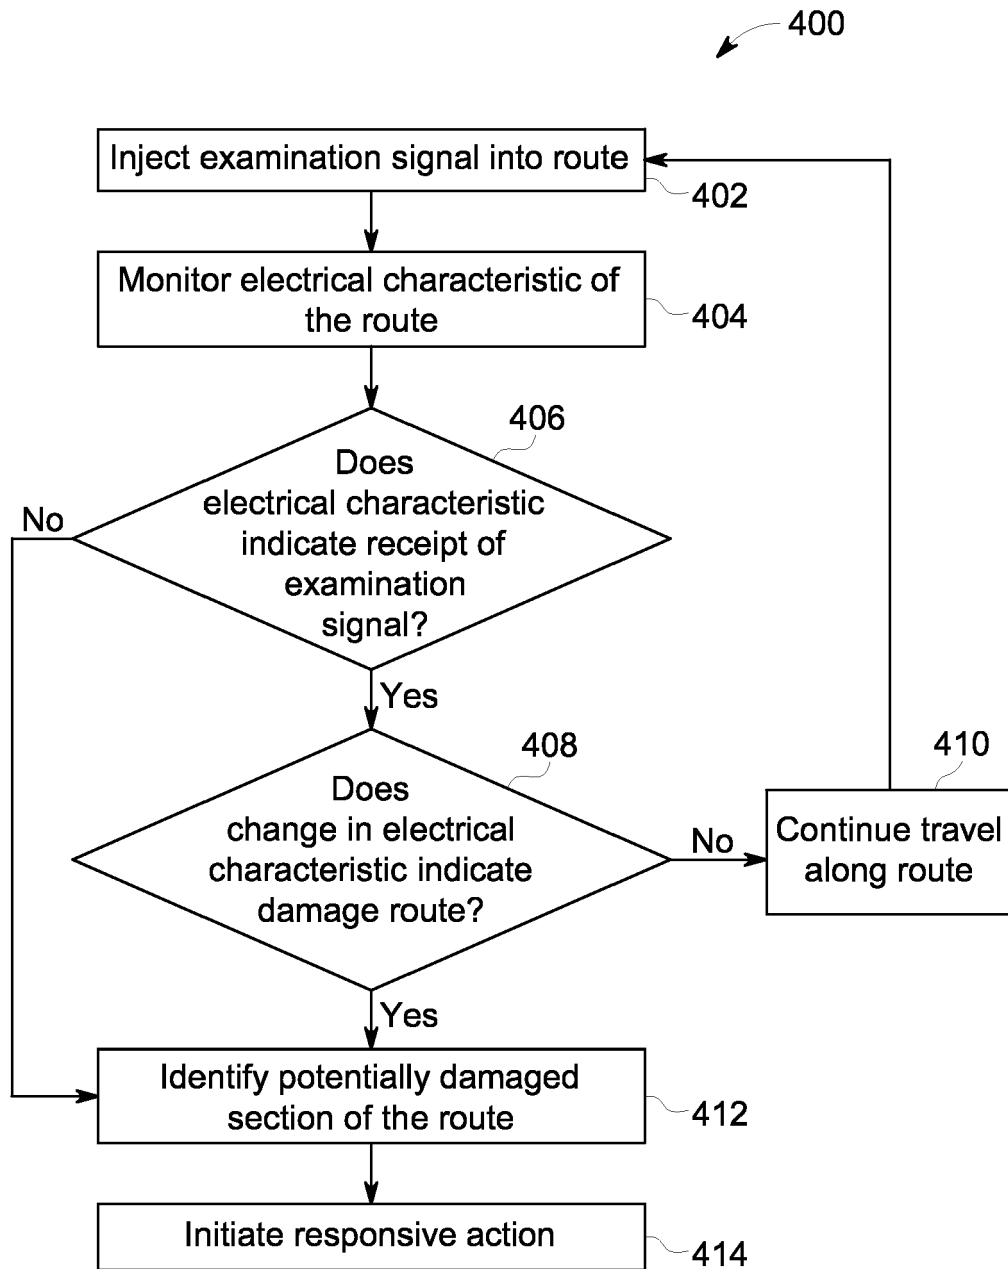 400
Inject examination signal into route
402
Monitor electrical characteristic of
the route
404
406
Does
electrical characteristic
indicate receipt of
examination
signal?
No
Yes
408
Does
change in electrical
characteristic indicate
damage route?
No
410
Continue travel
along route
Yes
Identify potentially damaged
section of the route
412
Initiate responsive action
414